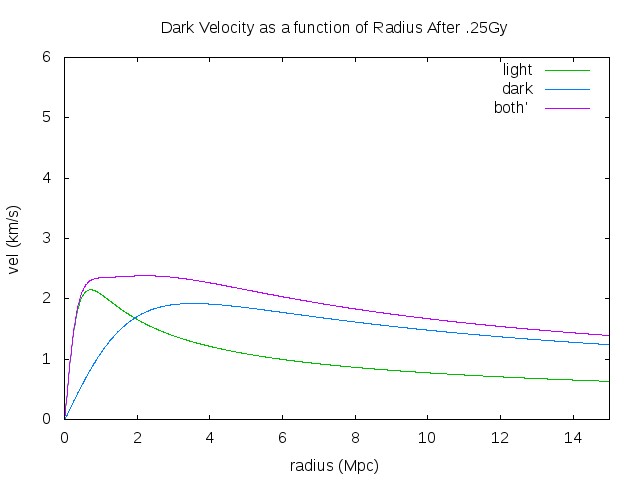 Dark Velocity as a function of Radius After .25Gy
6
light
dark
both'
5
4
3
2
1
0
vel (km/s)
0 2 4 6 8 10 12 14
radius (Mpc)